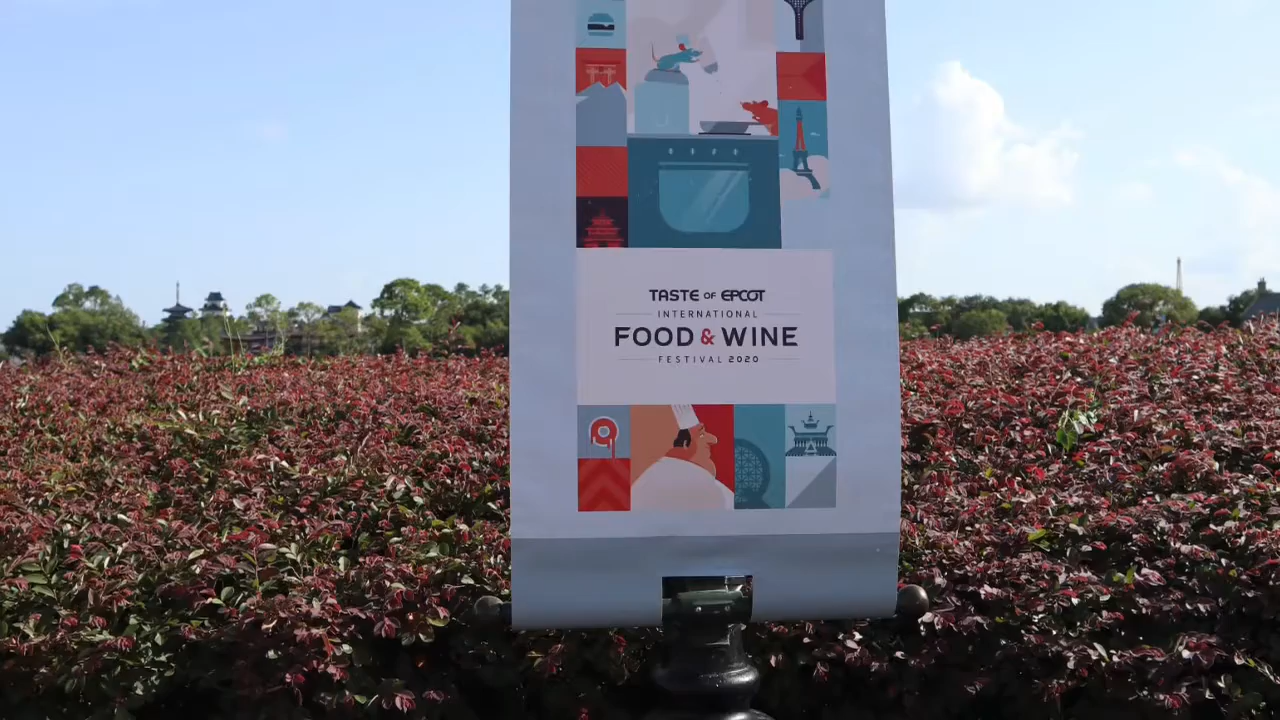 TASTE OF EPCOT
INTERNATIONAL
FOOD & WINE
FESTIVAL 2020